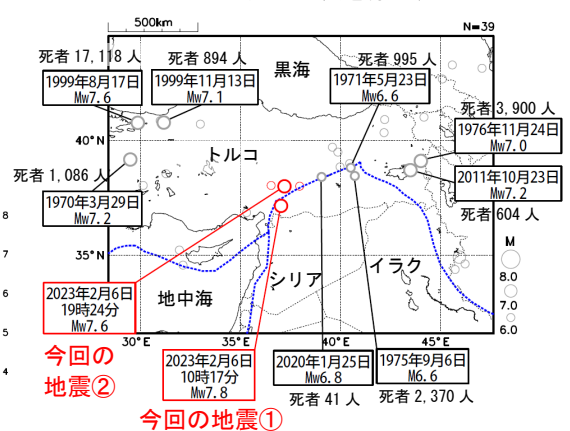 500km
N=39
死者 17,118 人
死者 894 人
黒海
死者 995 人
1999年8月17日
Mw7.6
1999年11月13日
Mw7.1
1971年5月23日
Mw6.6
死者 3,900 人
1976年11月24日
Mw7.0
40°N
トルコ
死者 1,086 人
1970年3月29日
Mw7.2
2011年10月23日
Mw7.2
死者 604 人
8
7
6
5
4
35°N
シリア
イラク
地中海
M
8.0
7.0
6.0
2023年2月6日
19時24分
Mw7.6
30°E
35°E
40°E
45°E
今回の
地震②
2023年2月6日
10時17分
Mw7.8
今回の地震①
2020年1月25日
Mw6.8
死者 41 人
1975年9月6日
M6.6
死者 2,370 人